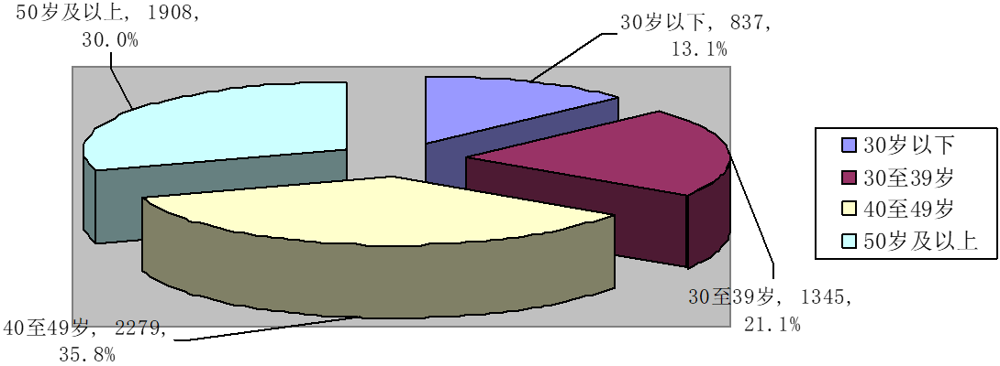 50岁及以上, 1908,
30.0%
30岁以下, 837,
13.1%
30岁以下
30至39岁
40至49岁
50岁及以上
30至39岁, 1345,
21.1%
40至49岁, 2279,
35.8%